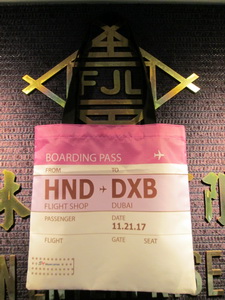 FJL
BOARDING PASS
FROM TO
HND → DXB
FLIGHT SHOP DUBAI
PASSENGER DATE
11.21.17
FLIGHT GATE SEAT